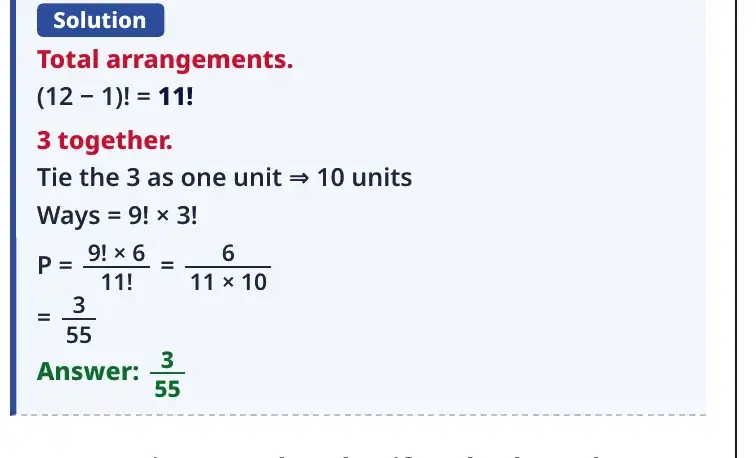 Solution
Total arrangements.
(12 − 1)! = 11!
3 together.
Tie the 3 as one unit ⇒ 10 units
Ways = 9! × 3!
P = 9! × 6 / 11! = 6 / 11 × 10
= 3 / 55
Answer: 3 / 55